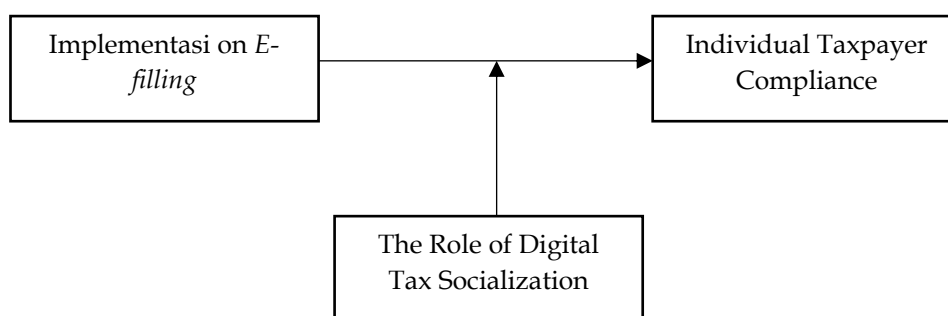 Implementasi on E-
filling
Individual Taxpayer
Compliance
The Role of Digital
Tax Socialization